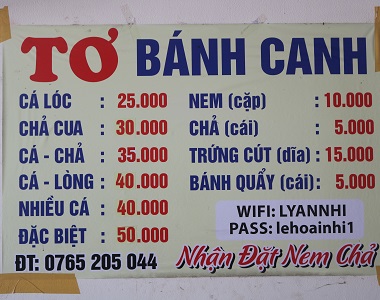 TƠ BÁNH CANH
CÁ LÓC : 25.000
CHẢ CUA : 30.000
CÁ - CHẢ : 35.000
CÁ - LÒNG : 40.000
NHIỀU CÁ : 40.000
ĐẶC BIỆT : 50.000
NEM (cặp) : 10.000
CHẢ (cái) : 5.000
TRỨNG CÚT (dĩa) : 15.000
BÁNH QUẨY (cái) : 5.000
WIFI: LYANNHI
PASS: lehoainhi1
ĐT: 0765 205 044
Nhận Đặt Nem Chả